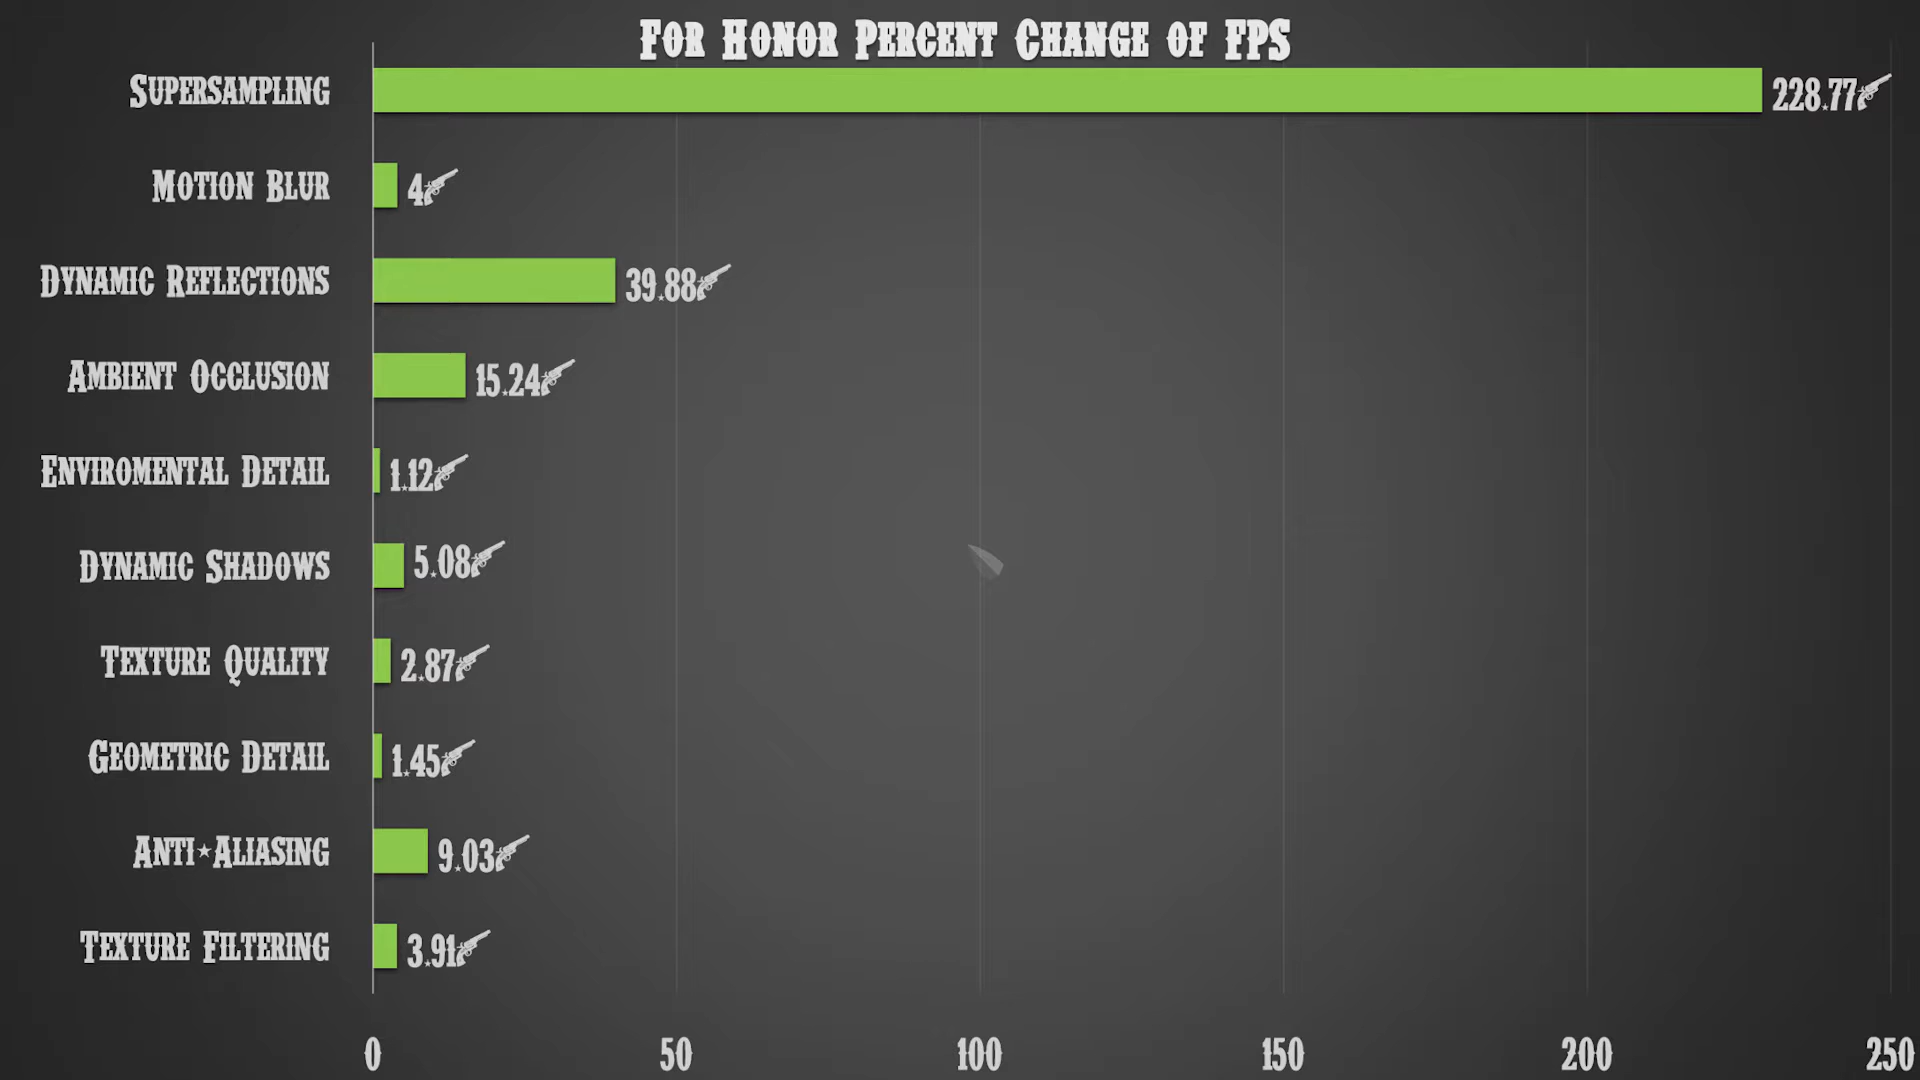 For Honor Percent Change of FPS
Supersampling 228.77
Motion Blur 4
Dynamic Reflections 39.88
Ambient Occlusion 15.24
Enviromental Detail 1.12
Dynamic Shadows 5.08
Texture Quality 2.87
Geometric Detail 1.45
Anti★Aliasing 9.03
Texture Filtering 3.91
0 50 100 150 200 250